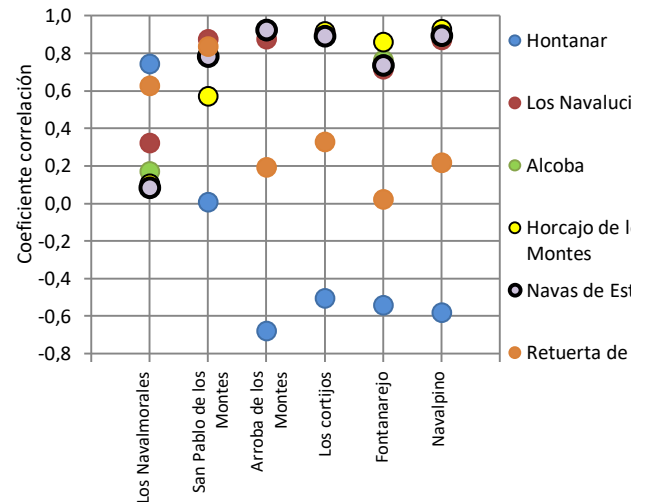 Coeficiente correlación
1,0
0,8
0,6
0,4
0,2
0,0
-0,2
-0,4
-0,6
-0,8
Los Navalmorales
San Pablo de los
Montes
Arroba de los
Montes
Los cortijos
Fontanarejo
Navalpino
Hontanar
Los Navaluci
Alcoba
Horcajo de l
Montes
Navas de Est
Retuerta de